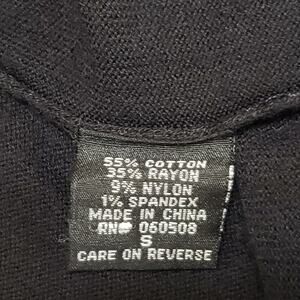 55% COTTON
35% RAYON
9% NYLON
1% SPANDEX
MADE IN CHINA
RN# 060508
S
CARE ON REVERSE